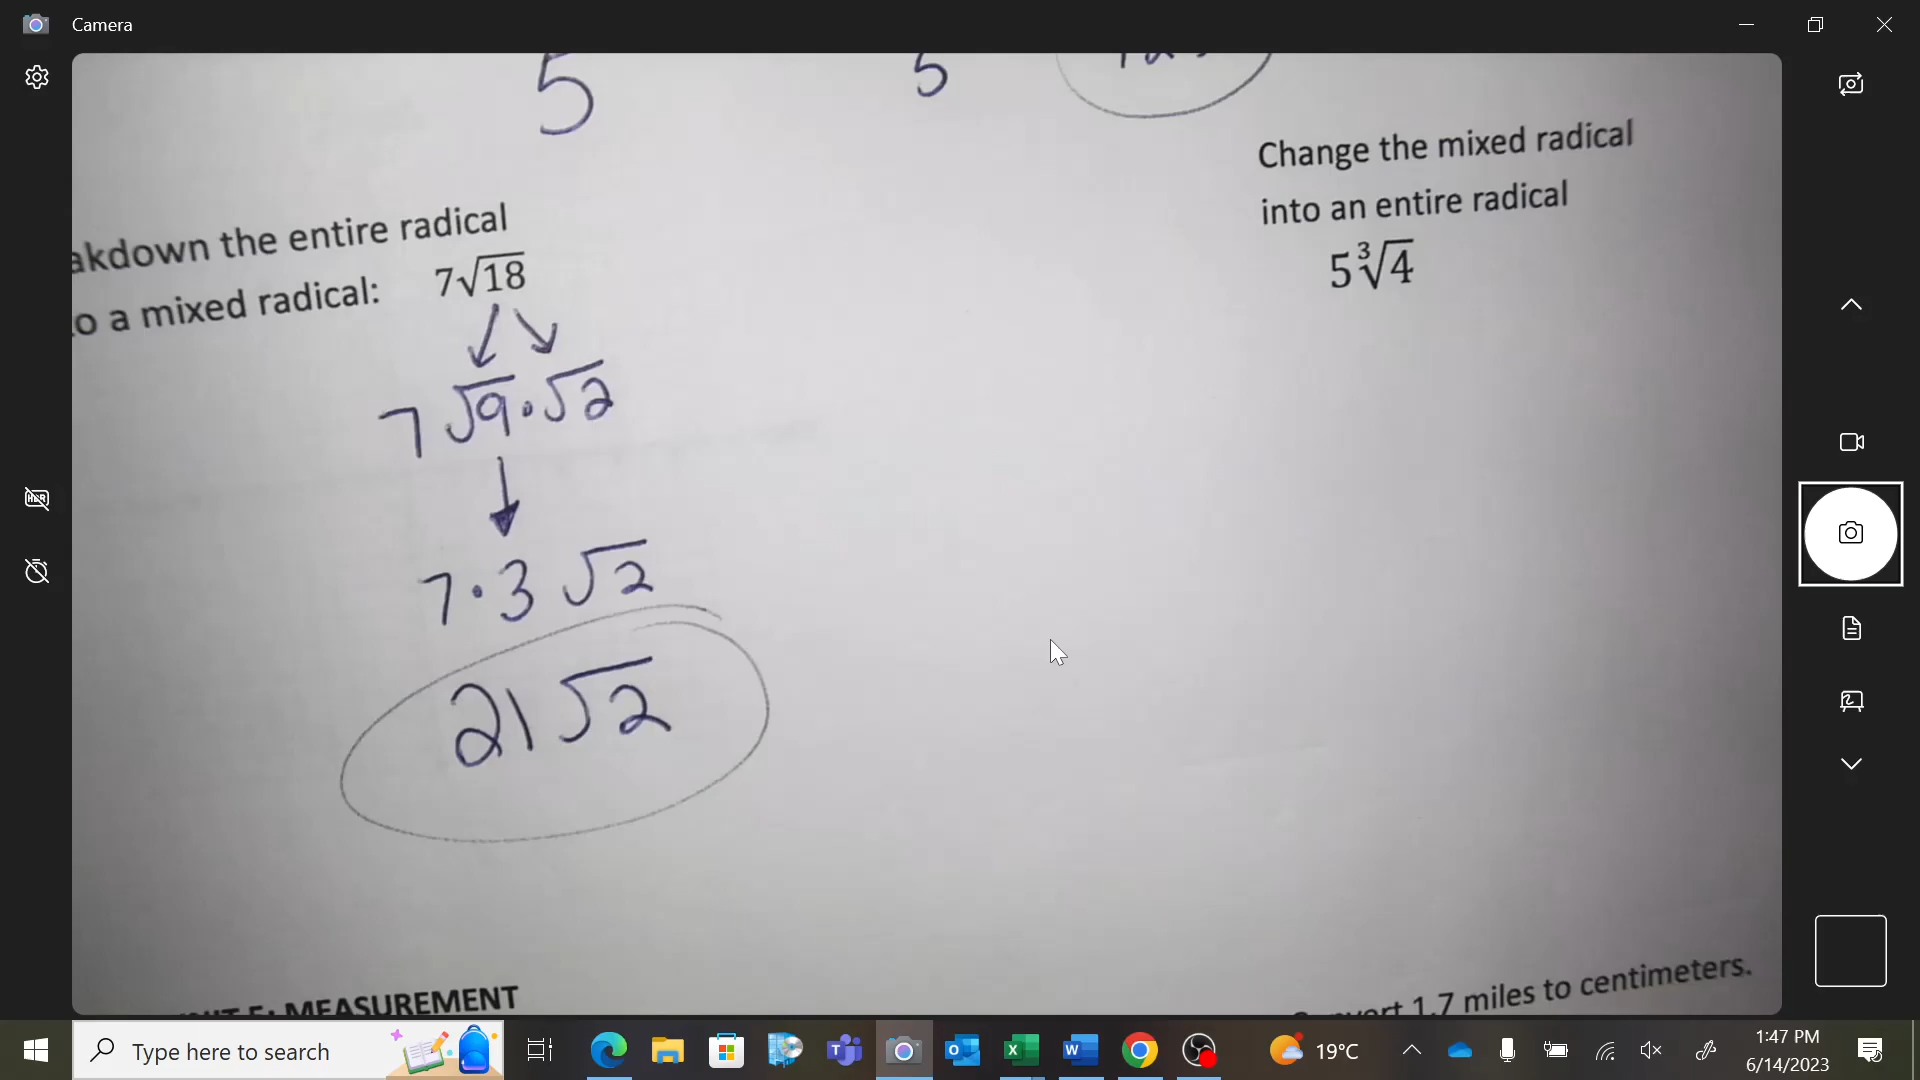 Camera
5
5
akdown the entire radical
to a mixed radical: 7√18
7√9·√2
7·3√2
21√2
Change the mixed radical
into an entire radical
5∛4
MEASUREMENT
1.7 miles to centimeters.
Type here to search
19°C
1:47 PM
6/14/2023